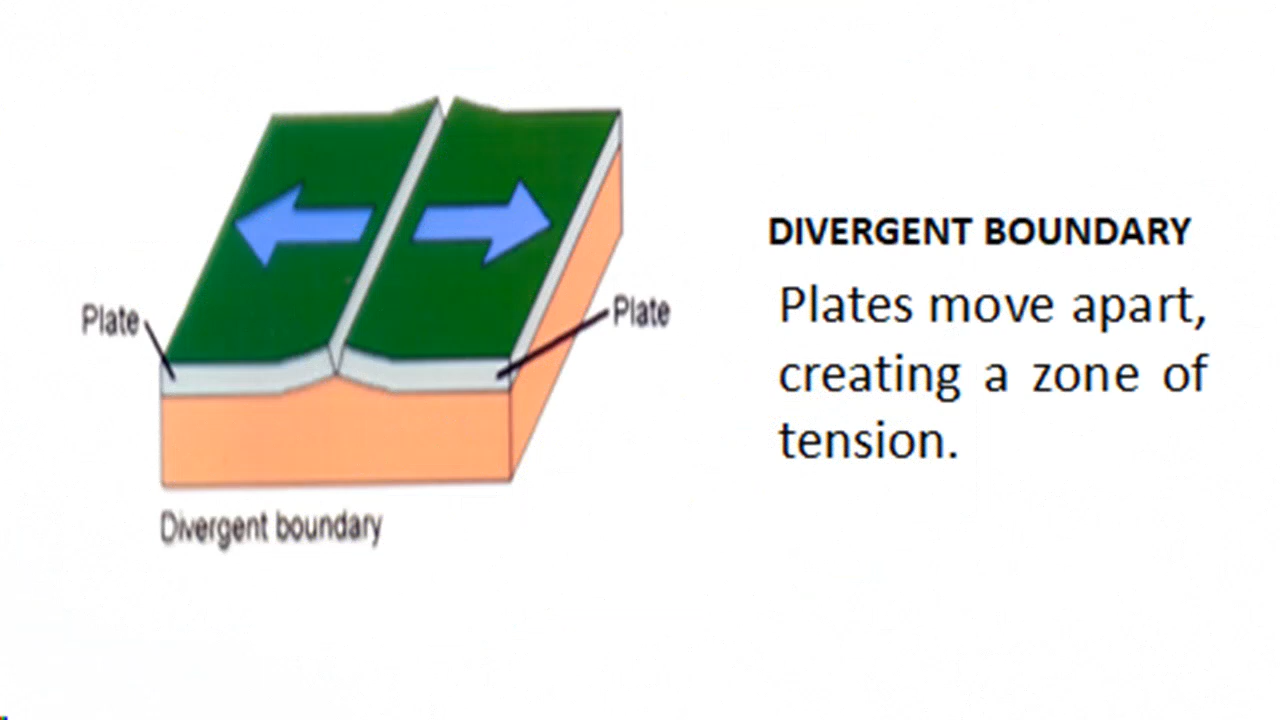 Plate
Plate
Divergent boundary
DIVERGENT BOUNDARY
Plates move apart,
creating a zone of
tension.